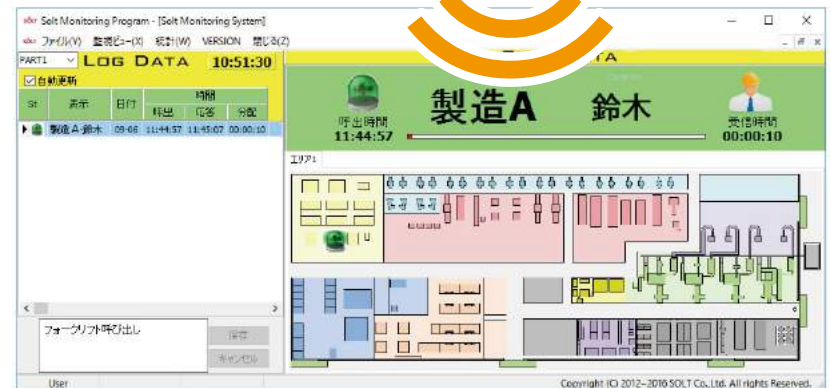 Solt Monitoring Program - [Solt Monitoring System]
ファイル(V) 監視ビュー(X) 統計(W) VERSION 閉じる(Z)
PART1 LOG DATA 10:51:30
自動更新
St 表示 日付 時間
呼出 応答 分配
製造A-鈴木 09-06 11:44:57 11:45:07 00:00:10
呼出時間
11:44:57
製造A 鈴木
受信時間
00:00:10
エリア1
フォークリフト呼び出し
保存
キャンセル
User
Copyright (C) 2012-2016 SOLT Co., Ltd. All rights Reserved.